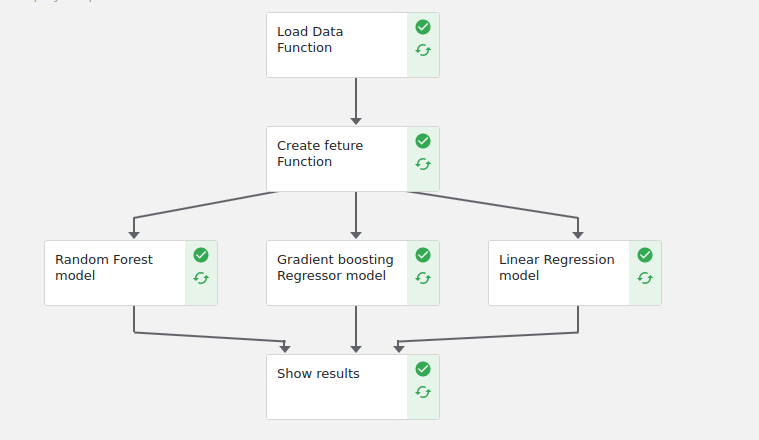 Load Data
Function
Create feture
Function
Random Forest
model
Gradient boosting
Regressor model
Linear Regression
model
Show results